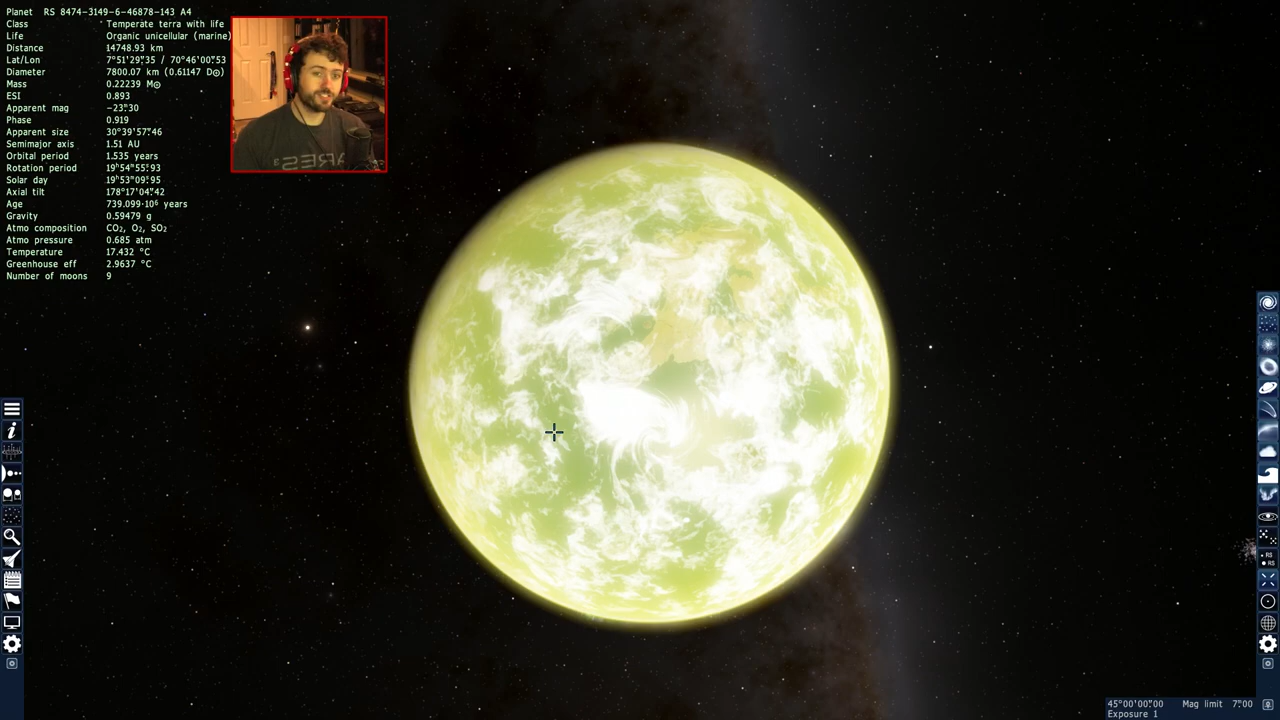 Planet RS 8474-3149-6-46878-143 A4
Class Temperate terra with life
Life Organic unicellular (marine)
Distance 14748.93 km
Lat/Lon 7°51'29".35 / 70°46'00".53
Diameter 7800.07 km (0.61147 D⊙)
Mass 0.22239 M⊙
ESI 0.893
Apparent mag -23.30
Phase 0.919
Apparent size 30°39'57".46
Semimajor axis 1.51 AU
Orbital period 1.535 years
Rotation period 19ʰ54ᵐ55ˢ.93
Solar day 19ʰ53ᵐ09ˢ.95
Axial tilt 178°17'04".42
Age 739.099·10⁶ years
Gravity 0.59479 g
Atmo composition CO₂, O₂, SO₂
Atmo pressure 0.685 atm
Temperature 17.432 °C
Greenhouse eff 2.9637 °C
Number of moons 9
ARES
RS
RS
45°00'00".00 Mag limit 7.00
Exposure 1